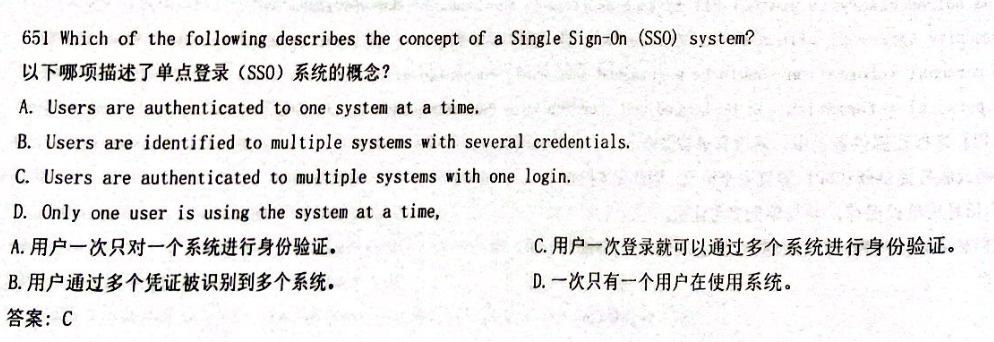 651 Which of the following describes the concept of a Single Sign-On (SSO) system?
以下哪项描述了单点登录（SSO）系统的概念？
A. Users are authenticated to one system at a time.
B. Users are identified to multiple systems with several credentials.
C. Users are authenticated to multiple systems with one login.
D. Only one user is using the system at a time,
A.用户一次只对一个系统进行身份验证。 C.用户一次登录就可以通过多个系统进行身份验证。
B.用户通过多个凭证被识别到多个系统。 D.一次只有一个用户在使用系统。
答案：C